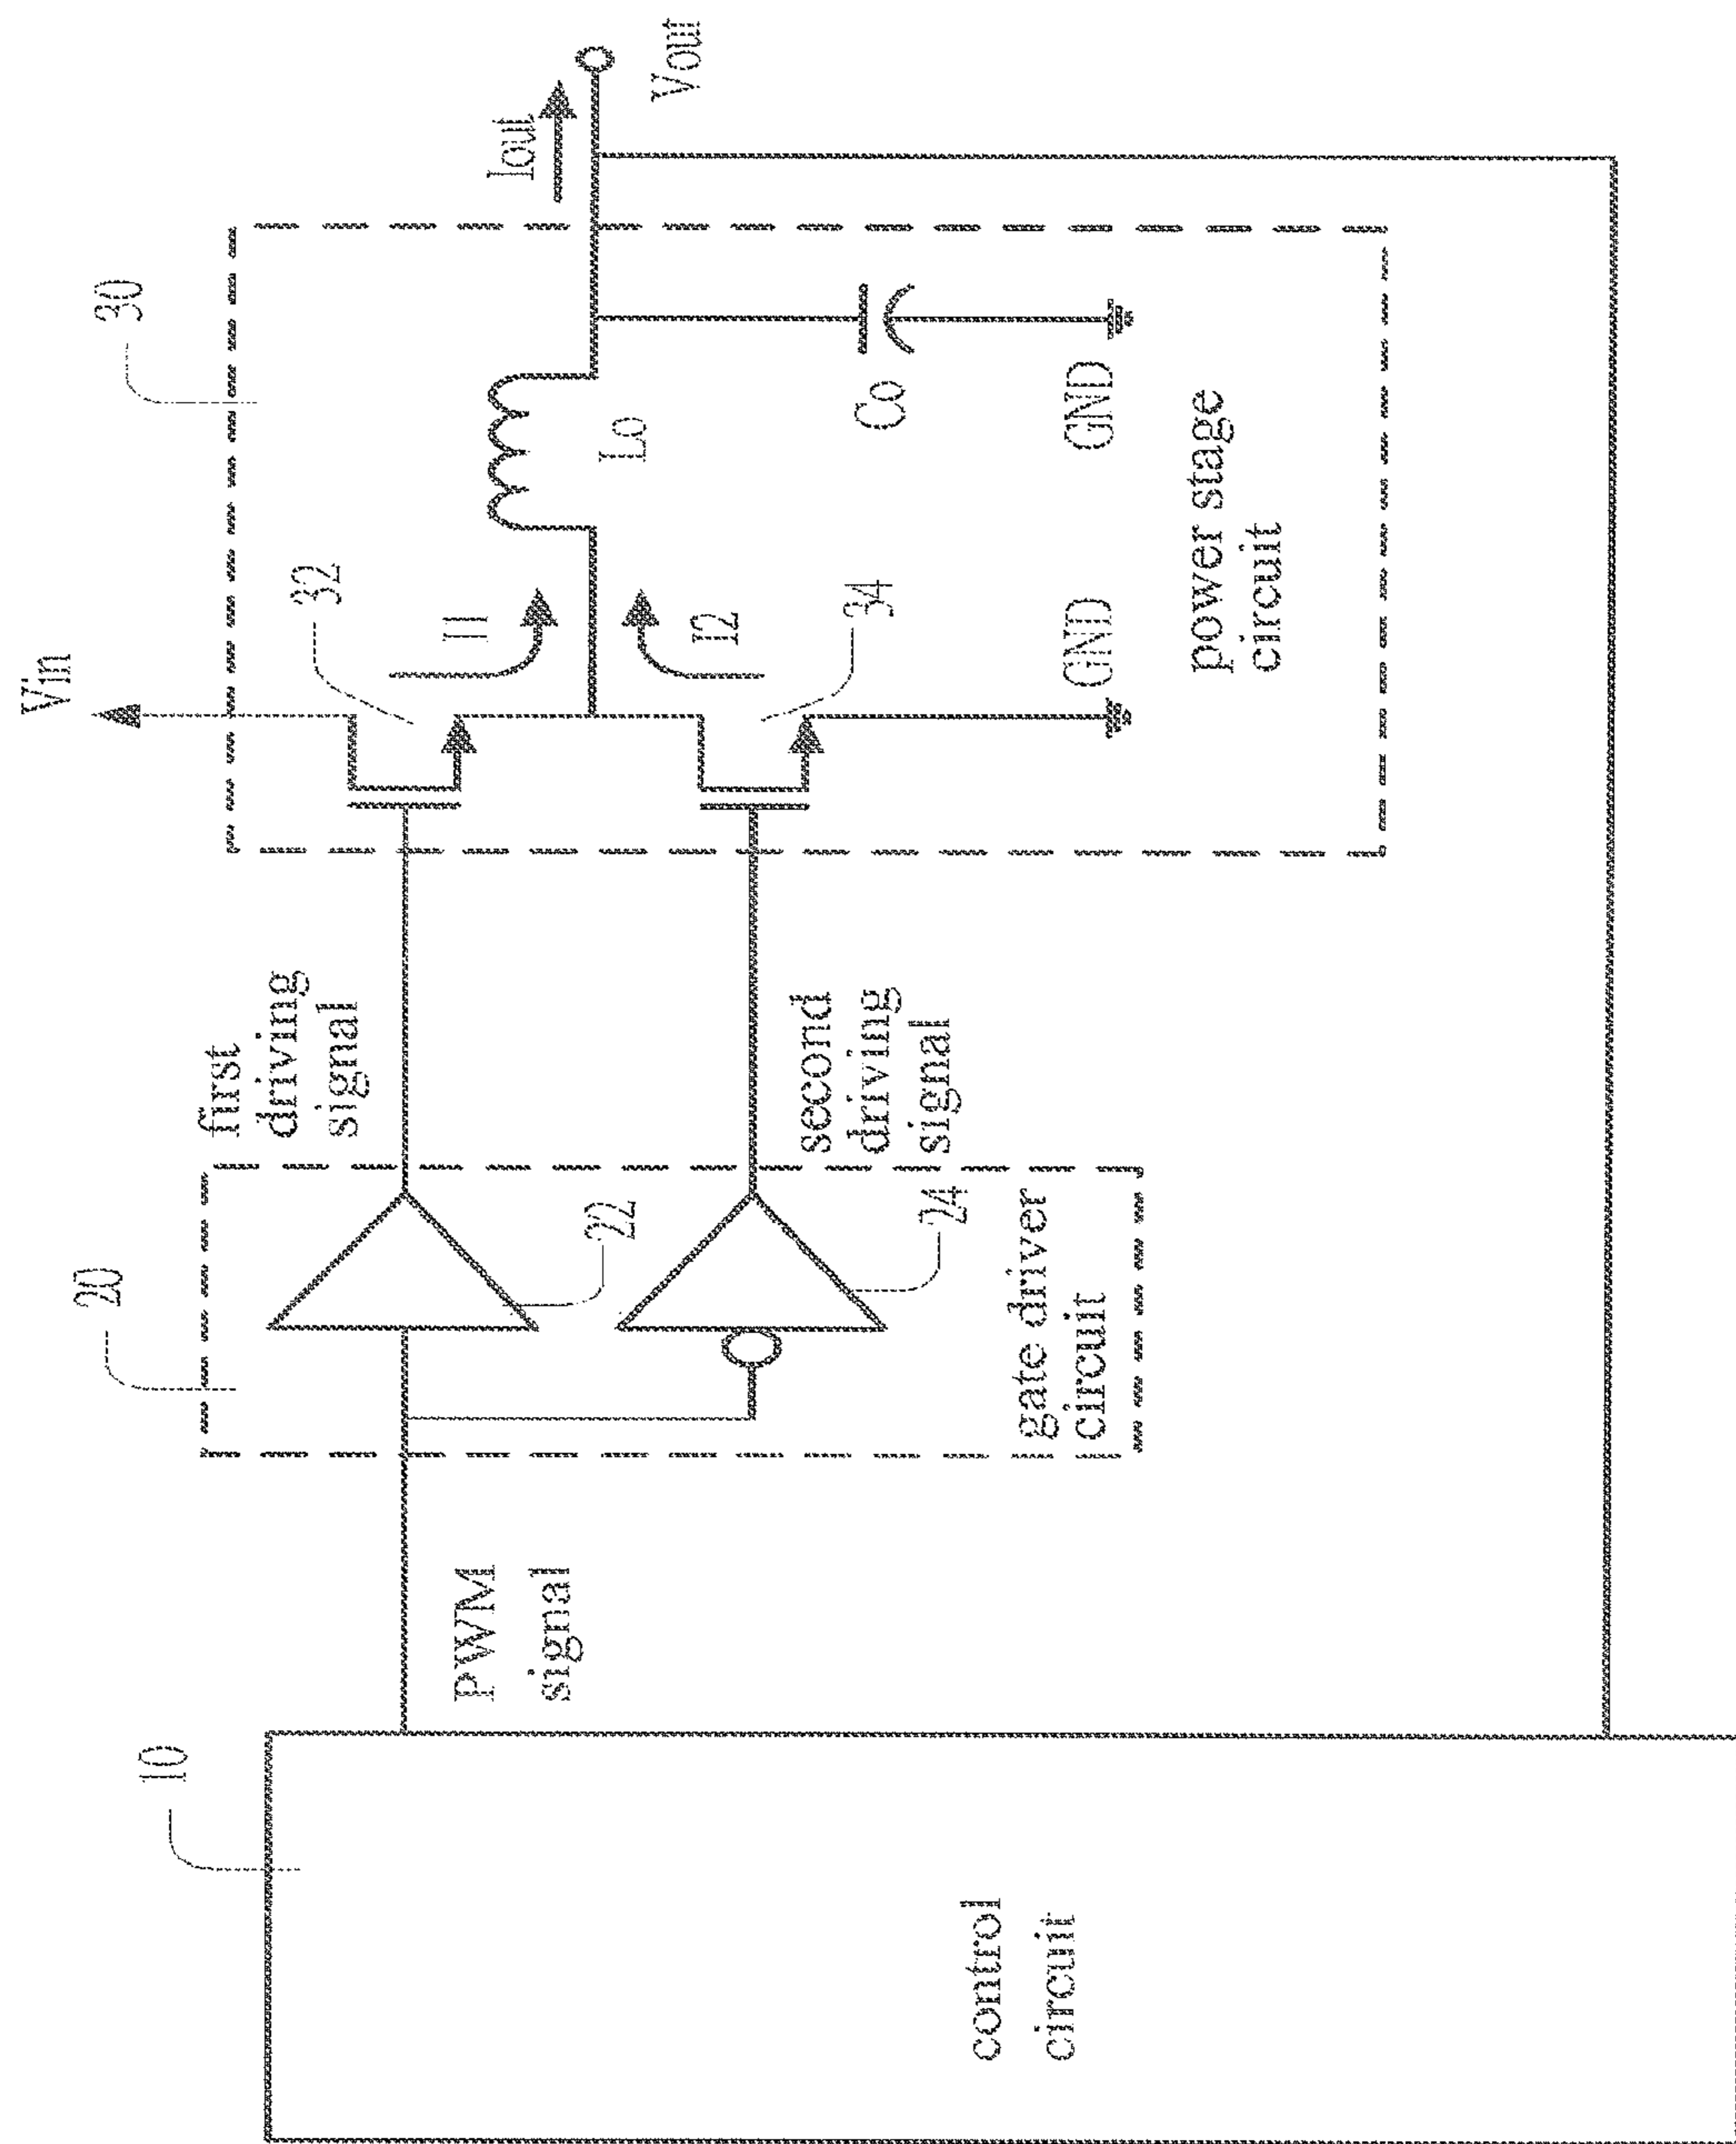 Vin
30
32
Iout
I1
Lo
Vout
I2
34
Co
GND
GND
power stage
circuit
first
driving
signal
second
driving
signal
20
22
24
gate driver
circuit
PWM
signal
10
control
circuit